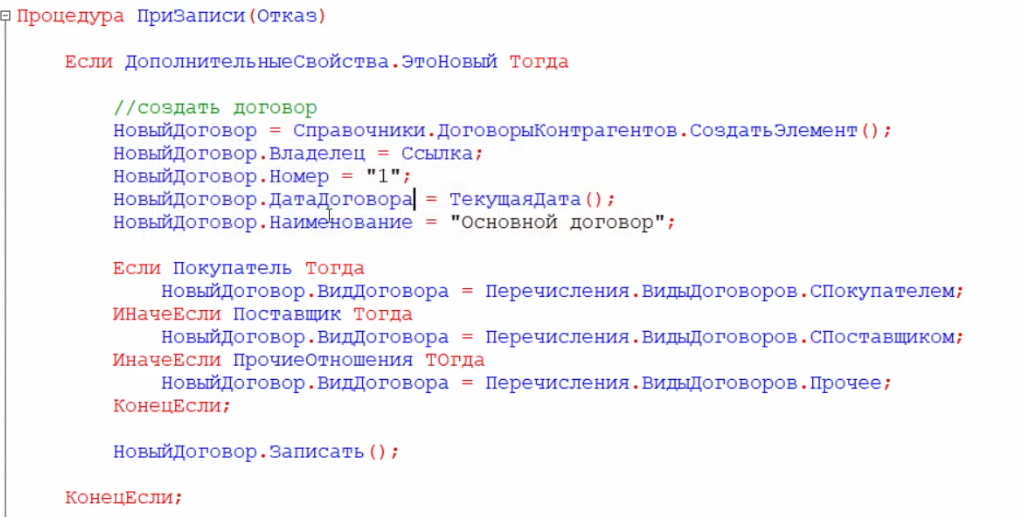 Процедура ПриЗаписи(Отказ)
Если ДополнительныеСвойства.ЭтоНовый Тогда
//создать договор
НовыйДоговор = Справочники.ДоговорыКонтрагентов.СоздатьЭлемент();
НовыйДоговор.Владелец = Ссылка;
НовыйДоговор.Номер = "1";
НовыйДоговор.ДатаДоговора = ТекущаяДата();
НовыйДоговор.Наименование = "Основной договор";
Если Покупатель Тогда
НовыйДоговор.ВидДоговора = Перечисления.ВидыДоговоров.СПокупателем;
ИНачеЕсли Поставщик Тогда
НовыйДоговор.ВидДоговора = Перечисления.ВидыДоговоров.СПоставщиком;
ИначеЕсли ПрочиеОтношения ТОгда
НовыйДоговор.ВидДоговора = Перечисления.ВидыДоговоров.Прочее;
КонецЕсли;
НовыйДоговор.Записать();
КонецЕсли;